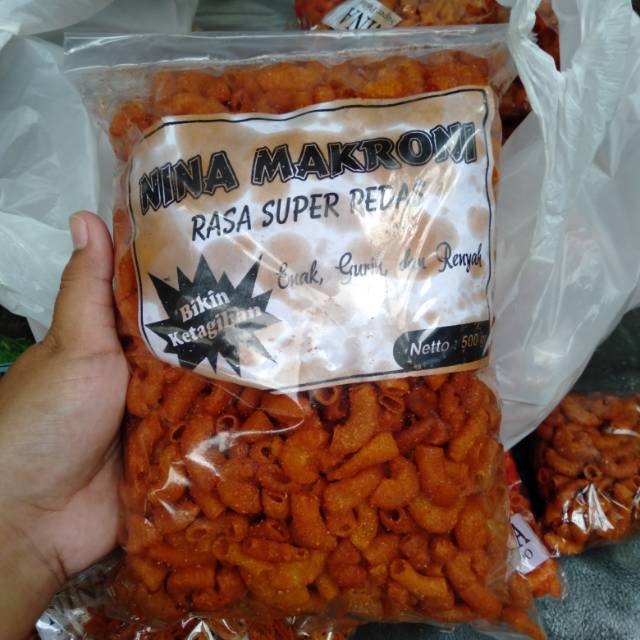 NINA MAKRONI
RASA SUPER PEDAS
Enak, Gurih, dan Renyah
Bikin
Ketagihan
Netto : 500 g